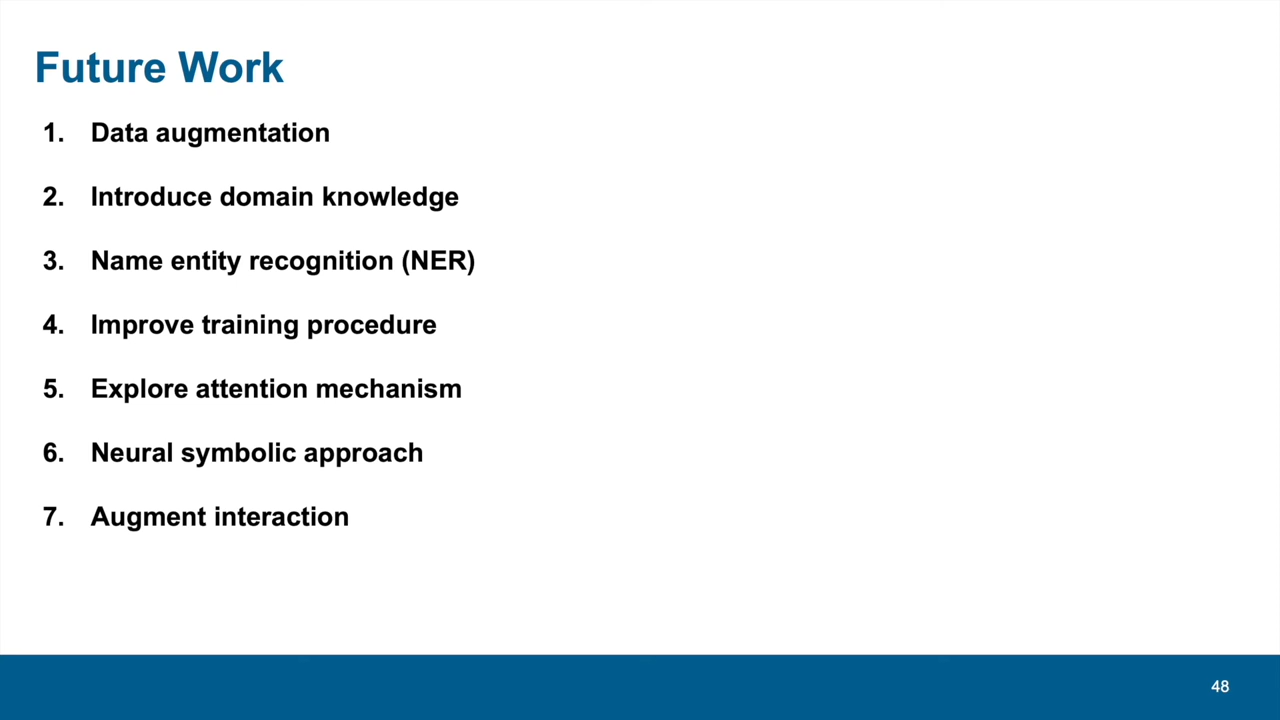 Future Work
1. Data augmentation
2. Introduce domain knowledge
3. Name entity recognition (NER)
4. Improve training procedure
5. Explore attention mechanism
6. Neural symbolic approach
7. Augment interaction
48